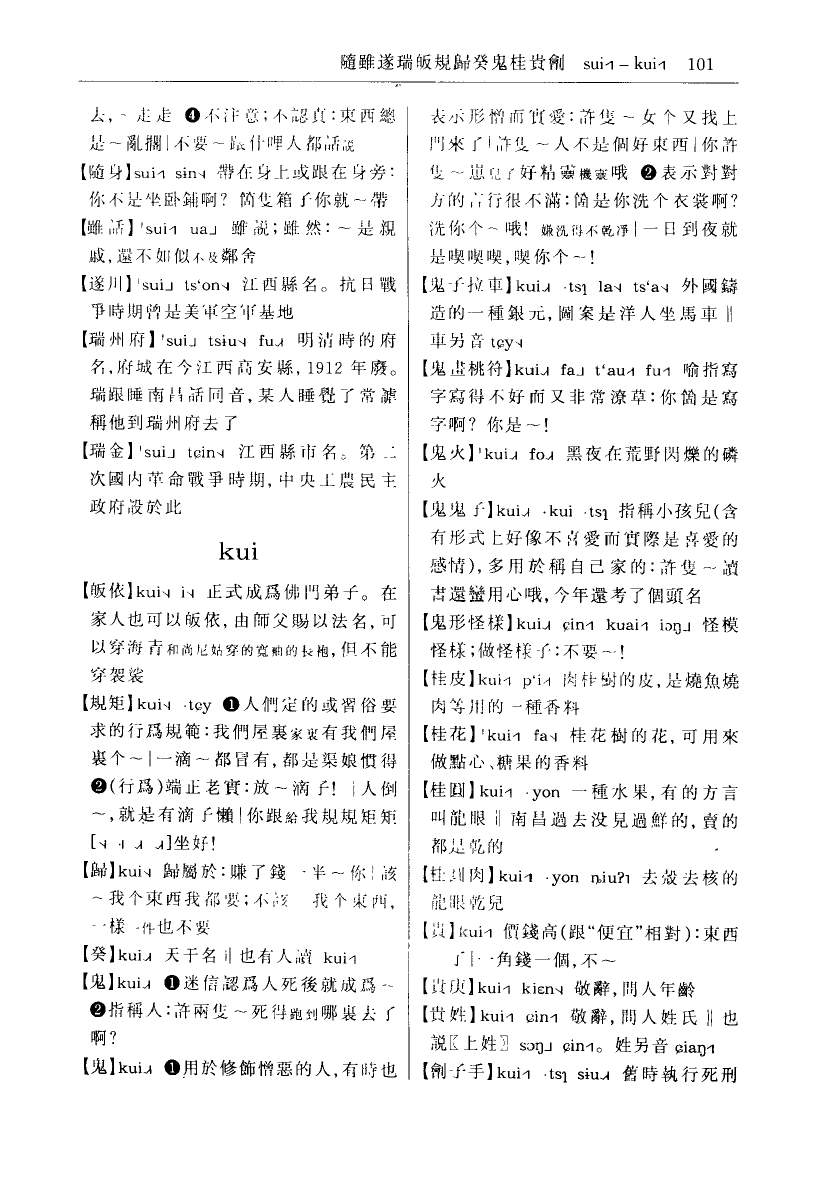 隨雖遂瑞皈規歸癸鬼桂貴劊 sui˧˥ – kui˧˥ 101
去,~走走 ❹不注意;不認真:東西總
是~亂擱|不要~跟什哩人都話說
【隨身】sui˧˥ sin˧˨ 帶在身上或跟在身旁:
你不是坐卧鋪啊?箇隻箱子你就~帶
【雖話】'sui˧˥ ua˩ 雖説;雖然:~是親
戚,還不如似不及鄰舍
【遂川】'sui˩ ts‘on˧˨ 江西縣名。抗日戰
爭時期曾是美軍空軍基地
【瑞州府】'sui˩ tsiu˧˨ fu˨˩˧ 明清時的府
名,府城在今江西高安縣,1912 年廢。
瑞跟睡南昌話同音,某人睡覺了常謔
稱他到瑞州府去了
【瑞金】'sui˩ tɕin˧˨ 江西縣市名。第二
次國内革命戰爭時期,中央工農民主
政府設於此
kui
【皈依】kui˧˨ i˧˨ 正式成爲佛門弟子。在
家人也可以皈依,由師父賜以法名,可
以穿海青和尚尼姑穿的寬袖的長袍,但不能
穿袈裟
【規矩】kui˧˨ ·tɕy ❶人們定的或習俗要
求的行爲規範:我們屋裏家裏有我們屋
裏个~|一滴~都冒有,都是渠娘慣得
❷(行爲)端正老實:放~滴子!|人倒
~,就是有滴子懶|你跟給我規規矩矩
坐好!
【歸】kui˧˨ 歸屬於:賺了錢一半~你|該
~我个東西我都要;不該 我个東西,
一樣一件也不要
【癸】kui˨˩˧ 天干名‖也有人讀 kui˧˥
【鬼】kui˨˩˧ ❶迷信認爲人死後就成爲~
❷指稱人:許兩隻~死得跑到哪裏去了
啊?
【鬼】kui˨˩˧ ❶用於修飾憎惡的人,有時也
表示形憎而實愛:許隻~女个又找上
門來了|許隻~人不是個好東西|你許
隻~崽兒子好精靈機靈哦 ❷表示對對
方的言行很不滿:箇是你洗个衣裳啊?
洗你个~哦!嫌洗得不乾凈|一日到夜就
是喫喫喫,喫你个~!
【鬼子拉車】kui˨˩˧ ·tsɿ la˧˨ ts‘a˧˨ 外國鑄
造的一種銀元,圖案是洋人坐馬車‖
車另音 tɕy˧˨
【鬼畫桃符】kui˨˩˧ fa˩ t‘au˧˥ fu˧˥ 喻指寫
字寫得不好而又非常潦草:你箇是寫
字啊?你是~!
【鬼火】'kui˨˩˧ fo˨˩˧ 黑夜在荒野閃爍的磷
火
【鬼鬼子】kui˨˩˧ ·kui ·tsɿ 指稱小孩兒(含
有形式上好像不喜愛而實際是喜愛的
感情),多用於稱自己家的:許隻~讀
書還蠻用心哦,今年還考了個頭名
【鬼形怪樣】kui˨˩˧ ɕin˧˥ kuai˧˥ iɔŋ˩ 怪模
怪樣;做怪樣子:不要~!
【桂皮】kui˧˥ p‘i˧˥ 肉桂樹的皮,是燒魚燒
肉等用的一種香料
【桂花】'kui˧˥ fa˧˨ 桂花樹的花,可用來
做點心、糖果的香料
【桂圓】kui˧˥ ·yon 一種水果,有的方言
叫龍眼‖南昌過去没見過鮮的,賣的
都是乾的
【桂圓肉】kui˧˥ ·yon ȵiuʔ˥ 去殼去核的
龍眼乾兒
【貴】kui˧˥ 價錢高(跟“便宜”相對):東西
一角錢一個,不~
【貴庚】kui˧˥ kiɛn˧˨ 敬辭,問人年齡
【貴姓】kui˧˥ ɕin˧˥ 敬辭,問人姓氏‖也
説〖上姓〗sɔŋ˩ ɕin˧˥。姓另音 ɕiaŋ˧˥
【劊子手】kui˧˥ ·tsɿ siu˨˩˧ 舊時執行死刑